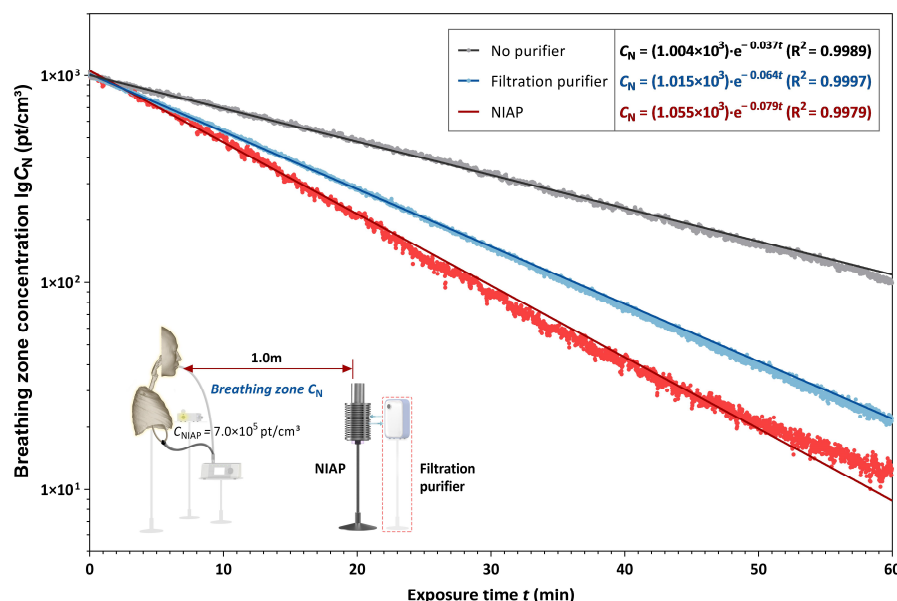 No purifier C_N = (1.004×10³)·e^(- 0.037t) (R² = 0.9989)
Filtration purifier C_N = (1.015×10³)·e^(- 0.064t) (R² = 0.9997)
NIAP C_N = (1.055×10³)·e^(- 0.079t) (R² = 0.9979)
Breathing zone concentration lgC_N (pt/cm³)
1×10³
1×10²
1×10¹
1.0m
Breathing zone C_N
C_NIAP = 7.0×10⁵ pt/cm³
NIAP
Filtration
purifier
0 10 20 30 40 50 60
Exposure time t (min)